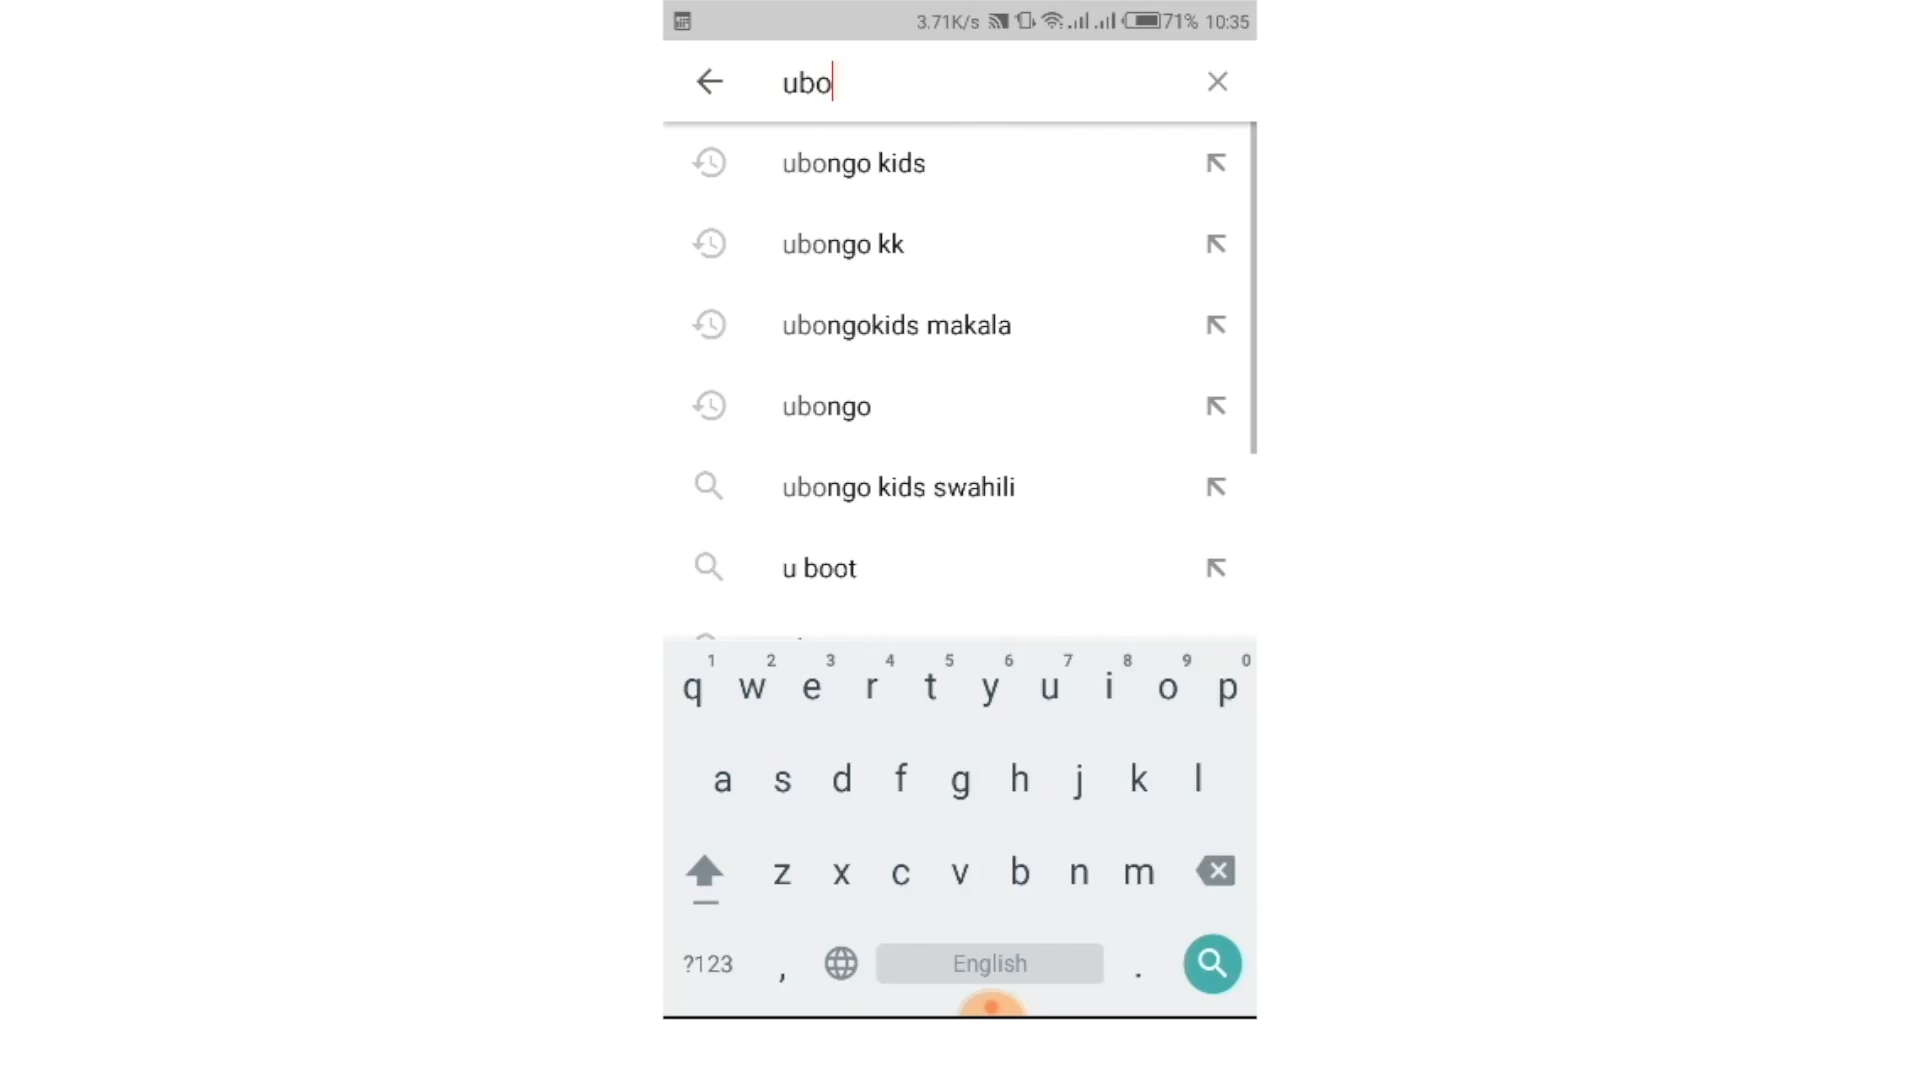 3.71K/s 71% 10:35
ubo
ubongo kids
ubongo kk
ubongokids makala
ubongo
ubongo kids swahili
u boot
1 2 3 4 5 6 7 8 9 0
q w e r t y u i o p
a s d f g h j k l
z x c v b n m
?123 , English .